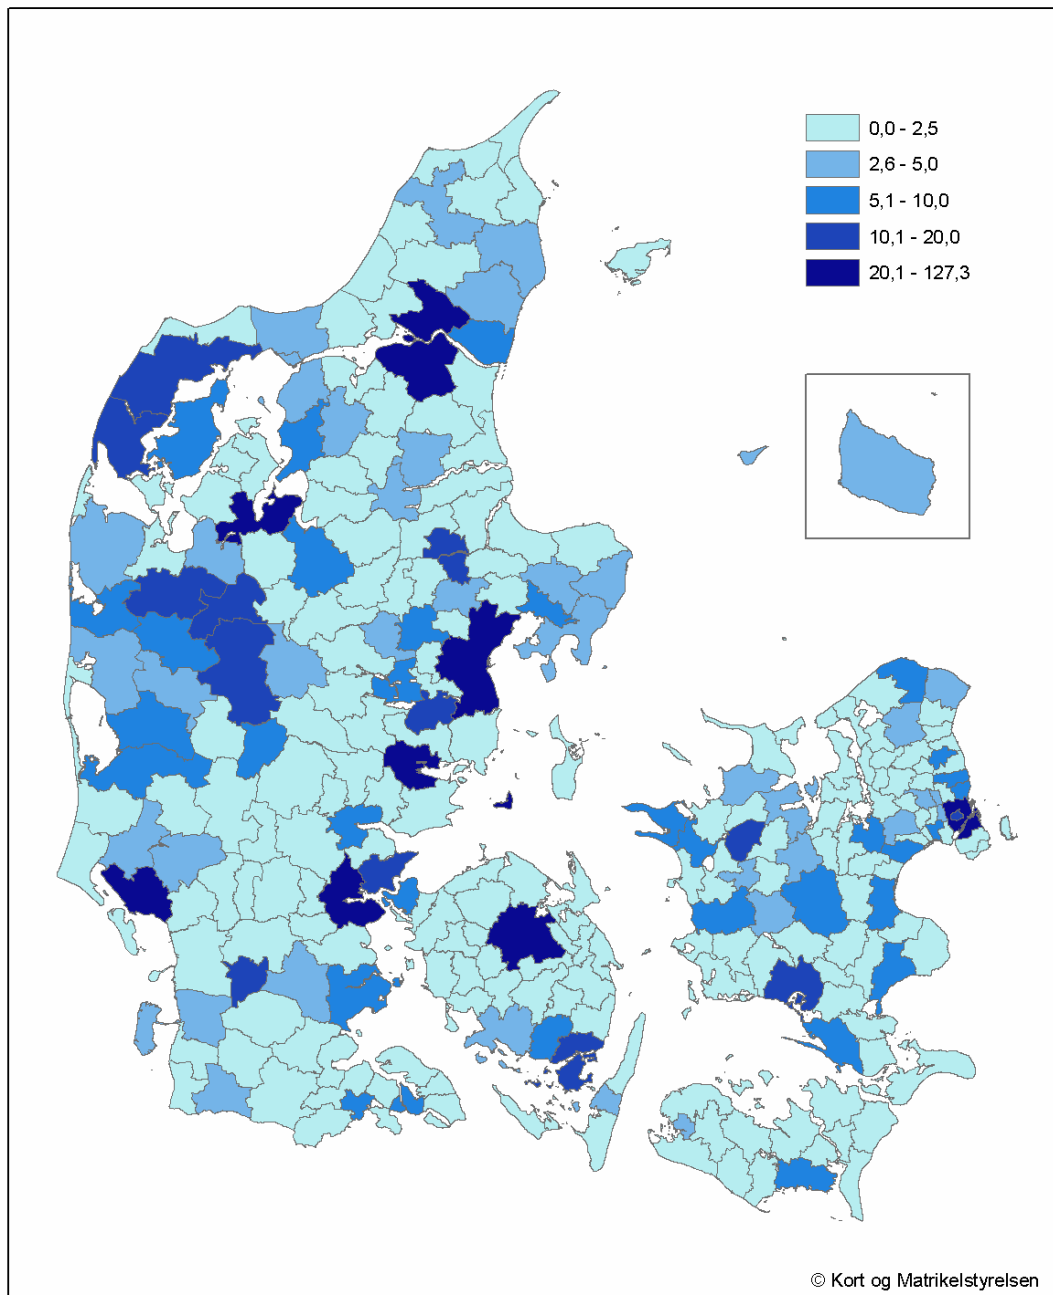 0,0 - 2,5
2,6 - 5,0
5,1 - 10,0
10,1 - 20,0
20,1 - 127,3
© Kort og Matrikelstyrelsen